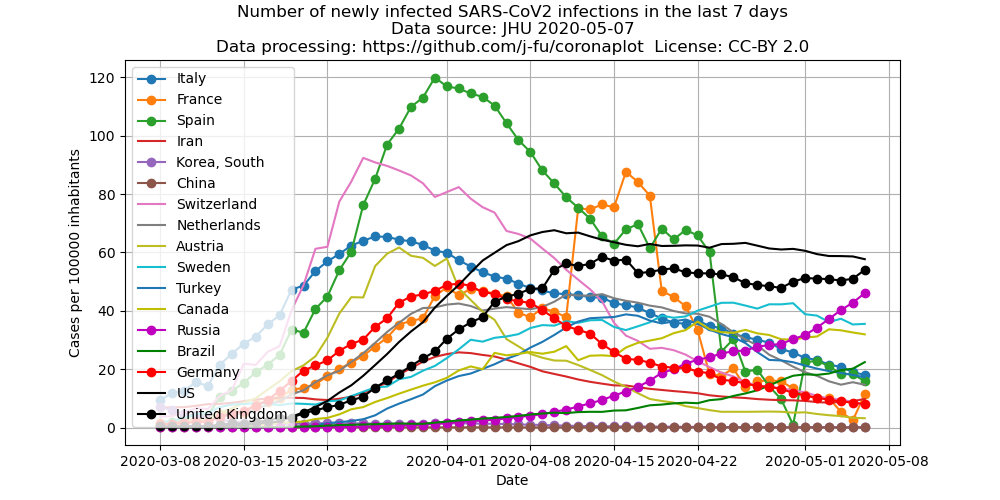 Number of newly infected SARS-CoV2 infections in the last 7 days
Data source: JHU 2020-05-07
Data processing: https://github.com/j-fu/coronaplot  License: CC-BY 2.0
120
100
80
60
40
20
0
Cases per 100000 inhabitants
Italy
France
Spain
Iran
Korea, South
China
Switzerland
Netherlands
Austria
Sweden
Turkey
Canada
Russia
Brazil
Germany
US
United Kingdom
2020-03-08 2020-03-15 2020-03-22 2020-04-01 2020-04-08 2020-04-15 2020-04-22 2020-05-01 2020-05-08
Date